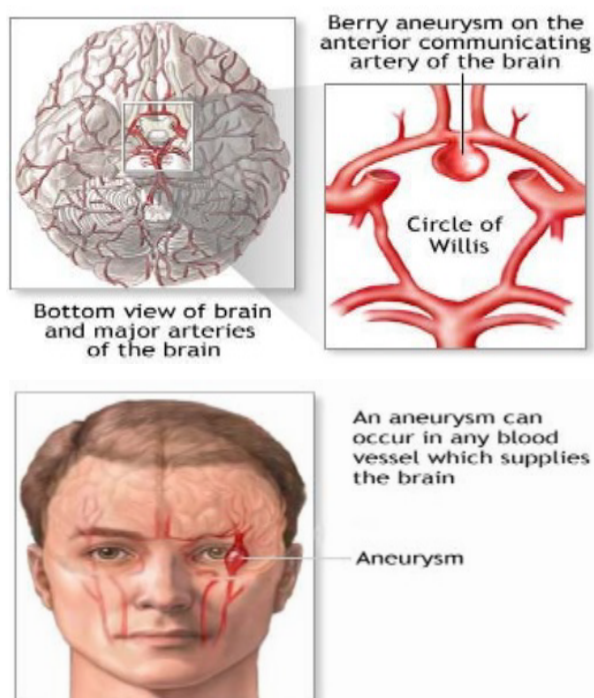 Berry aneurysm on the
anterior communicating
artery of the brain
Circle of
Willis
Bottom view of brain
and major arteries
of the brain
An aneurysm can
occur in any blood
vessel which supplies
the brain
Aneurysm